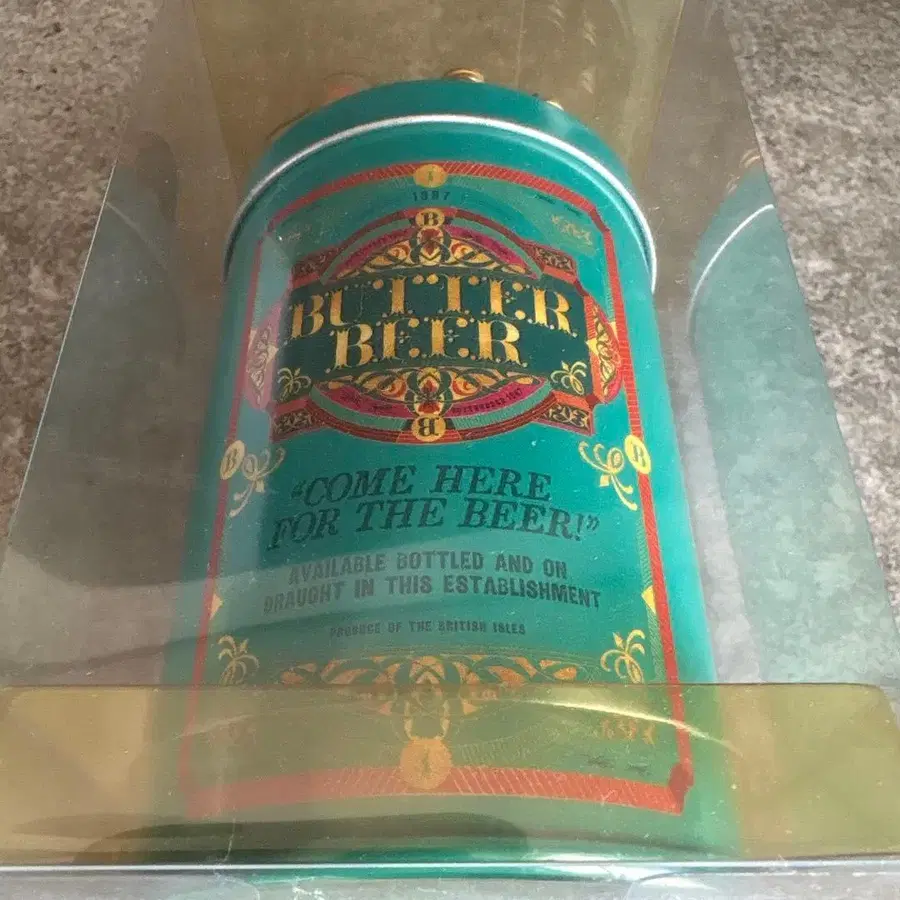 B
BUTTER
BEER
B
B B
“COME HERE
FOR THE BEER!”
AVAILABLE BOTTLED AND ON
DRAUGHT IN THIS ESTABLISHMENT
PRODUCE OF THE BRITISH ISLES